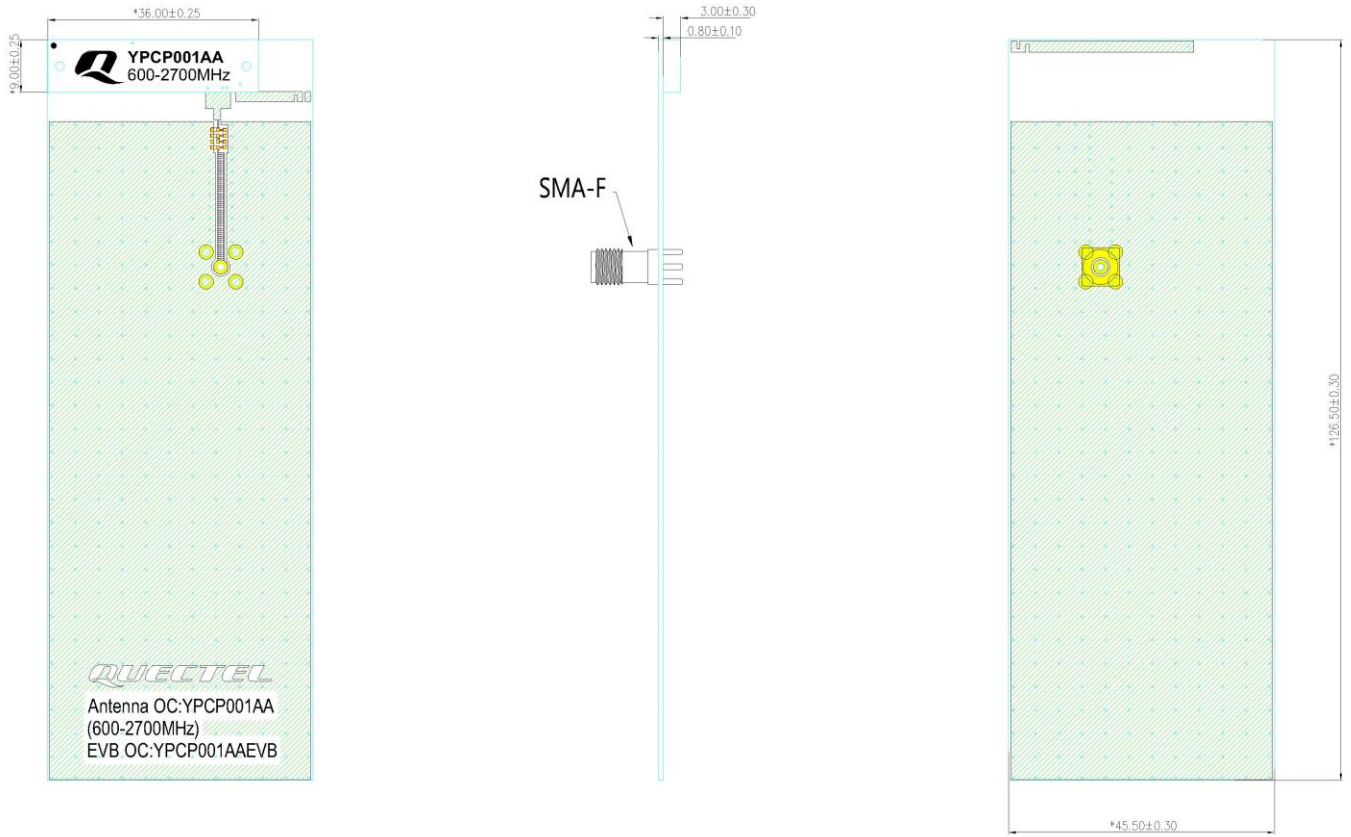 *36.00±0.25
3.00±0.30
0.80±0.10
*9.00±0.25
YPCP001AA
600-2700MHz
SMA-F
*126.50±0.30
QUECTEL
Antenna OC:YPCP001AA
(600-2700MHz)
EVB OC:YPCP001AAEVB
*45.50±0.30